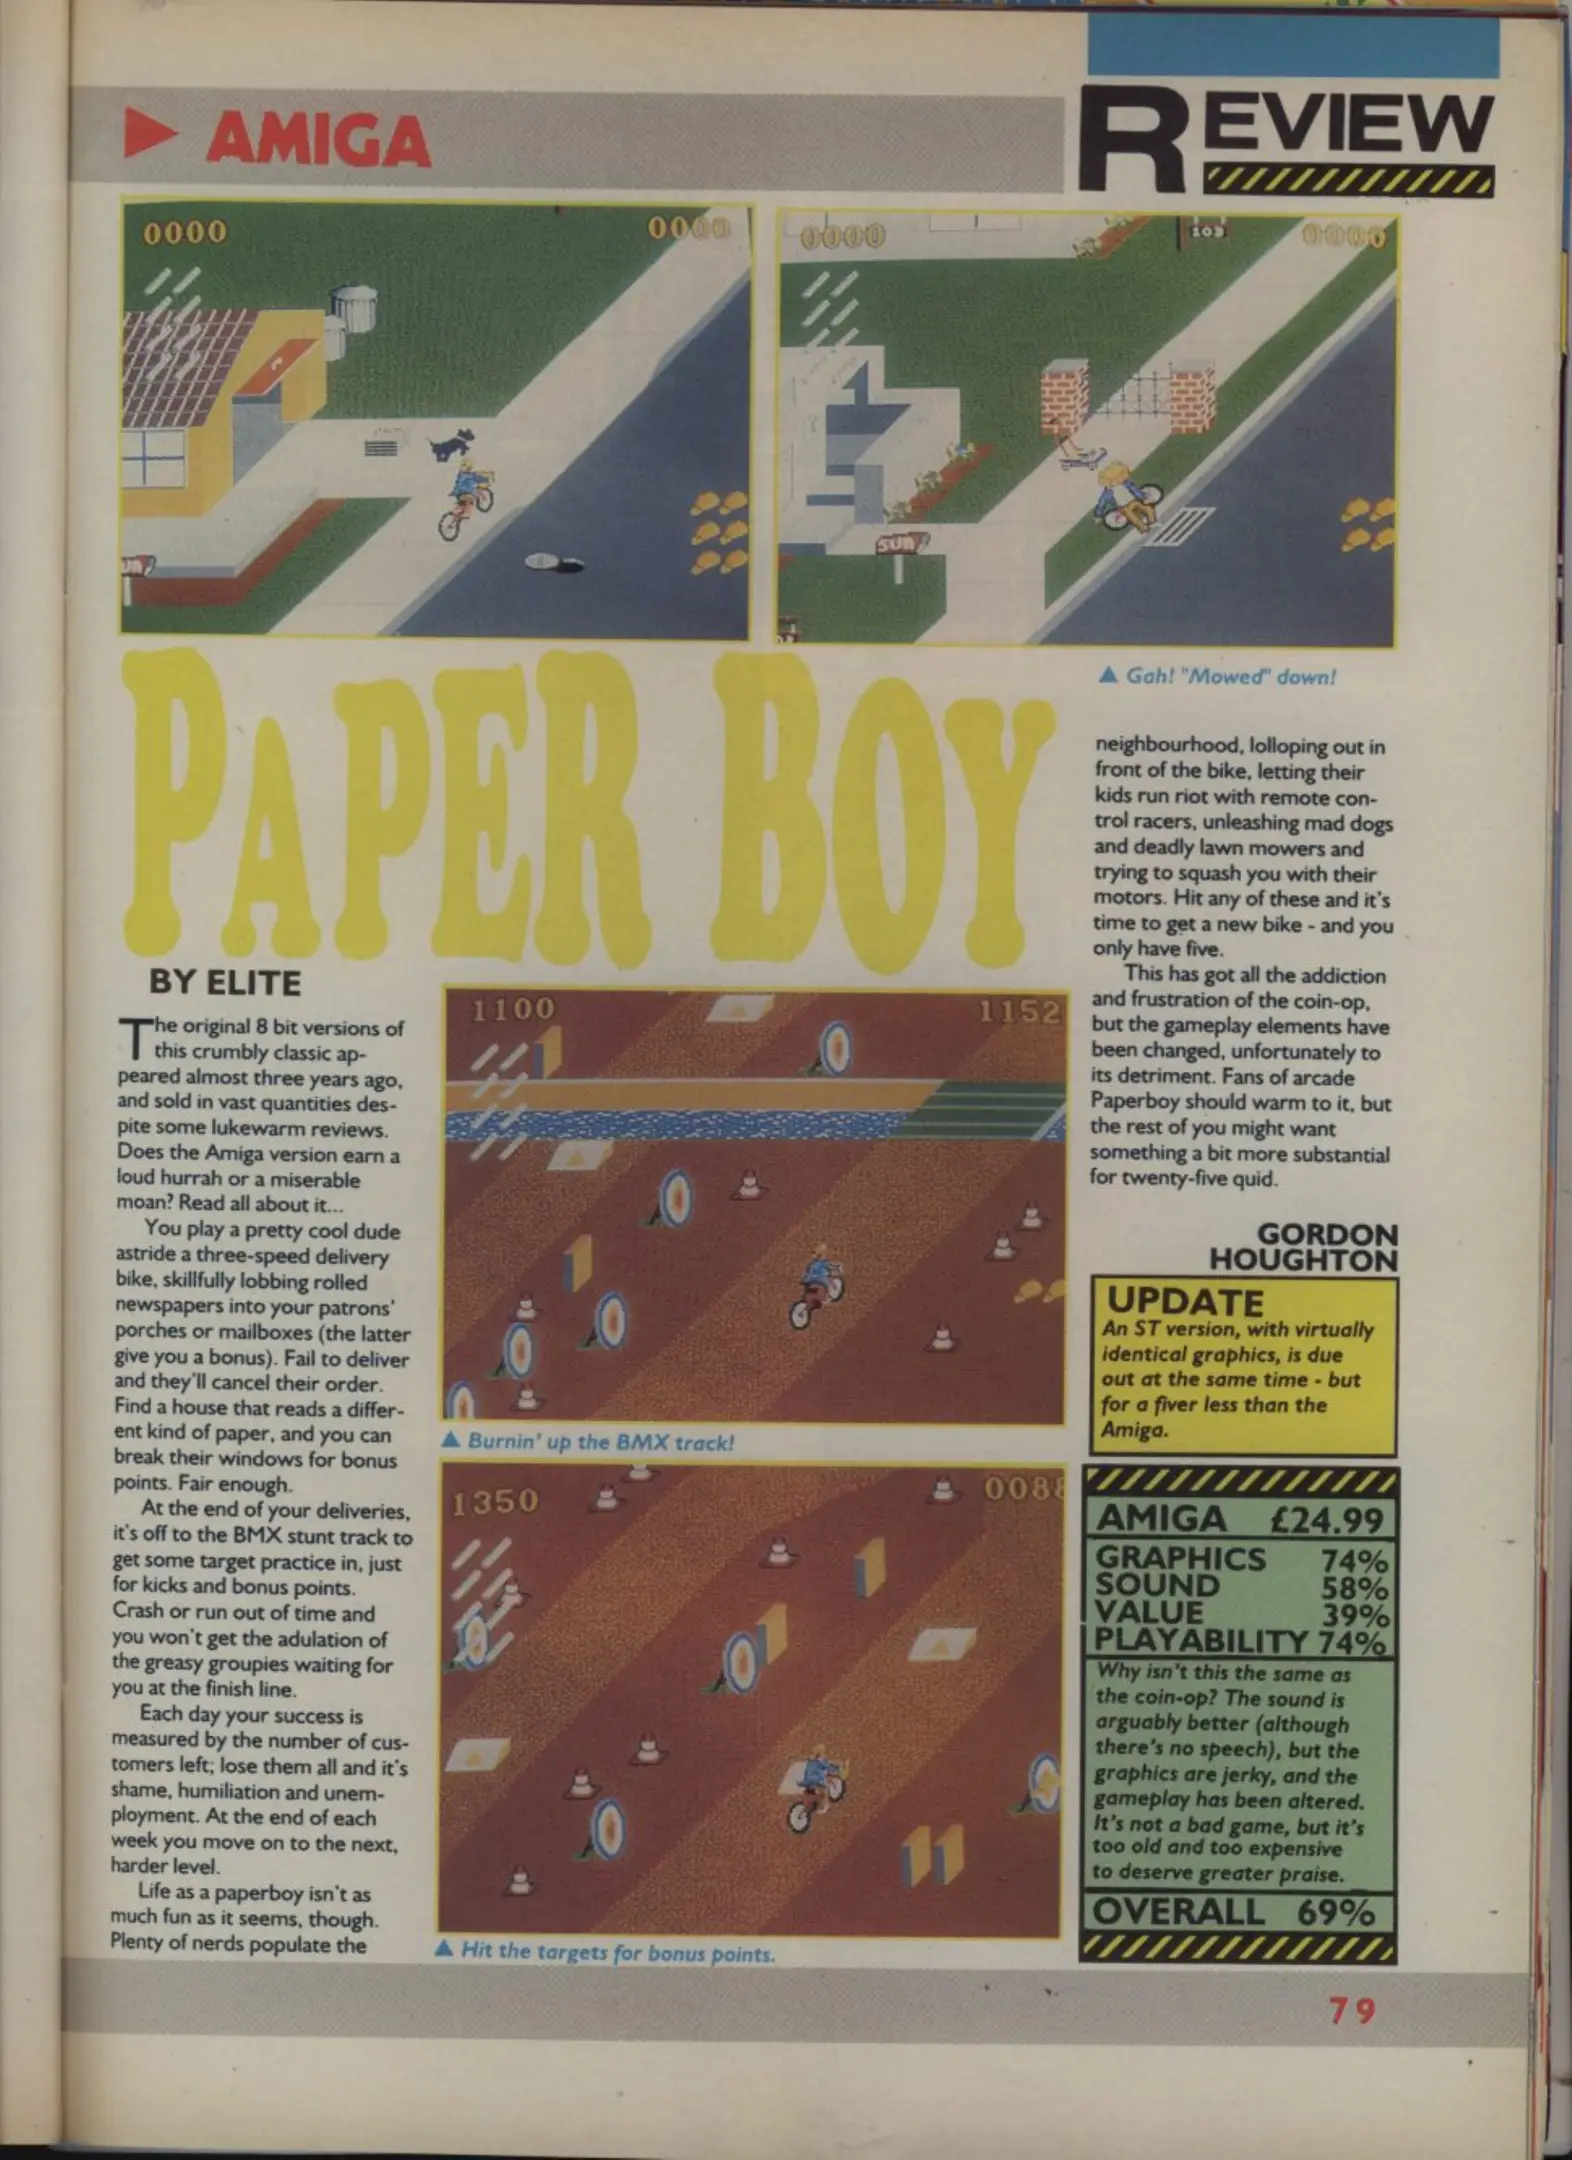 AMIGA
REVIEW
0000
0000
0000
103
0000
SUN
▲ Gah! "Mowed" down!
PAPER BOY
BY ELITE
The original 8 bit versions of
this crumbly classic ap-
peared almost three years ago,
and sold in vast quantities des-
pite some lukewarm reviews.
Does the Amiga version earn a
loud hurrah or a miserable
moan? Read all about it...
You play a pretty cool dude
astride a three-speed delivery
bike, skillfully lobbing rolled
newspapers into your patrons'
porches or mailboxes (the latter
give you a bonus). Fail to deliver
and they'll cancel their order.
Find a house that reads a differ-
ent kind of paper, and you can
break their windows for bonus
points. Fair enough.
At the end of your deliveries,
it's off to the BMX stunt track to
get some target practice in, just
for kicks and bonus points.
Crash or run out of time and
you won't get the adulation of
the greasy groupies waiting for
you at the finish line.
Each day your success is
measured by the number of cus-
tomers left; lose them all and it's
shame, humiliation and unem-
ployment. At the end of each
week you move on to the next,
harder level.
Life as a paperboy isn't as
much fun as it seems, though.
Plenty of nerds populate the
1100
1152
▲ Burnin' up the BMX track!
1350
0088
▲ Hit the targets for bonus points.
neighbourhood, lolloping out in
front of the bike, letting their
kids run riot with remote con-
trol racers, unleashing mad dogs
and deadly lawn mowers and
trying to squash you with their
motors. Hit any of these and it's
time to get a new bike - and you
only have five.
This has got all the addiction
and frustration of the coin-op,
but the gameplay elements have
been changed, unfortunately to
its detriment. Fans of arcade
Paperboy should warm to it, but
the rest of you might want
something a bit more substantial
for twenty-five quid.
GORDON
HOUGHTON
UPDATE
An ST version, with virtually
identical graphics, is due
out at the same time - but
for a fiver less than the
Amiga.
AMIGA £24.99
GRAPHICS 74%
SOUND 58%
VALUE 39%
PLAYABILITY 74%
Why isn't this the same as
the coin-op? The sound is
arguably better (although
there's no speech), but the
graphics are jerky, and the
gameplay has been altered.
It's not a bad game, but it's
too old and too expensive
to deserve greater praise.
OVERALL 69%
79